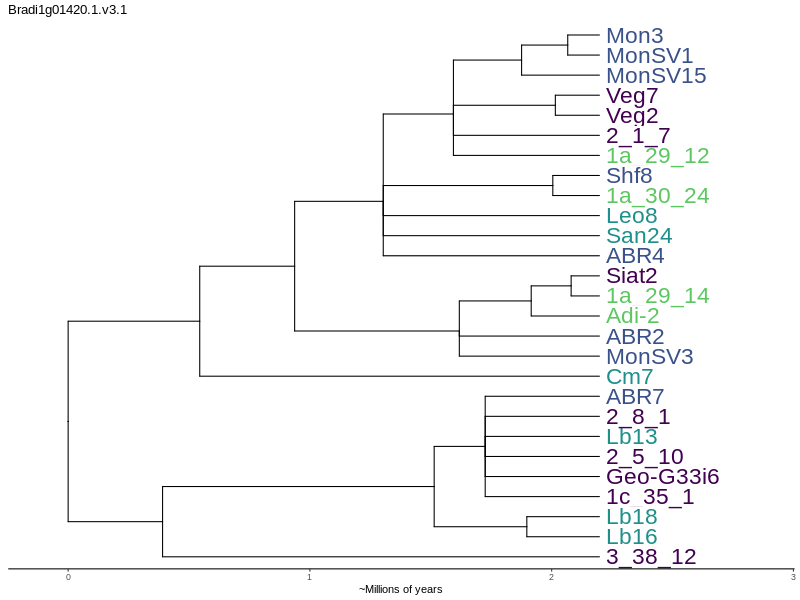 Bradi1g01420.1.v3.1
Mon3
MonSV1
MonSV15
Veg7
Veg2
2_1_7
1a_29_12
Shf8
1a_30_24
Leo8
San24
ABR4
Siat2
1a_29_14
Adi-2
ABR2
MonSV3
Cm7
ABR7
2_8_1
Lb13
2_5_10
Geo-G33i6
1c_35_1
Lb18
Lb16
3_38_12
0 1 2 3
~Millions of years